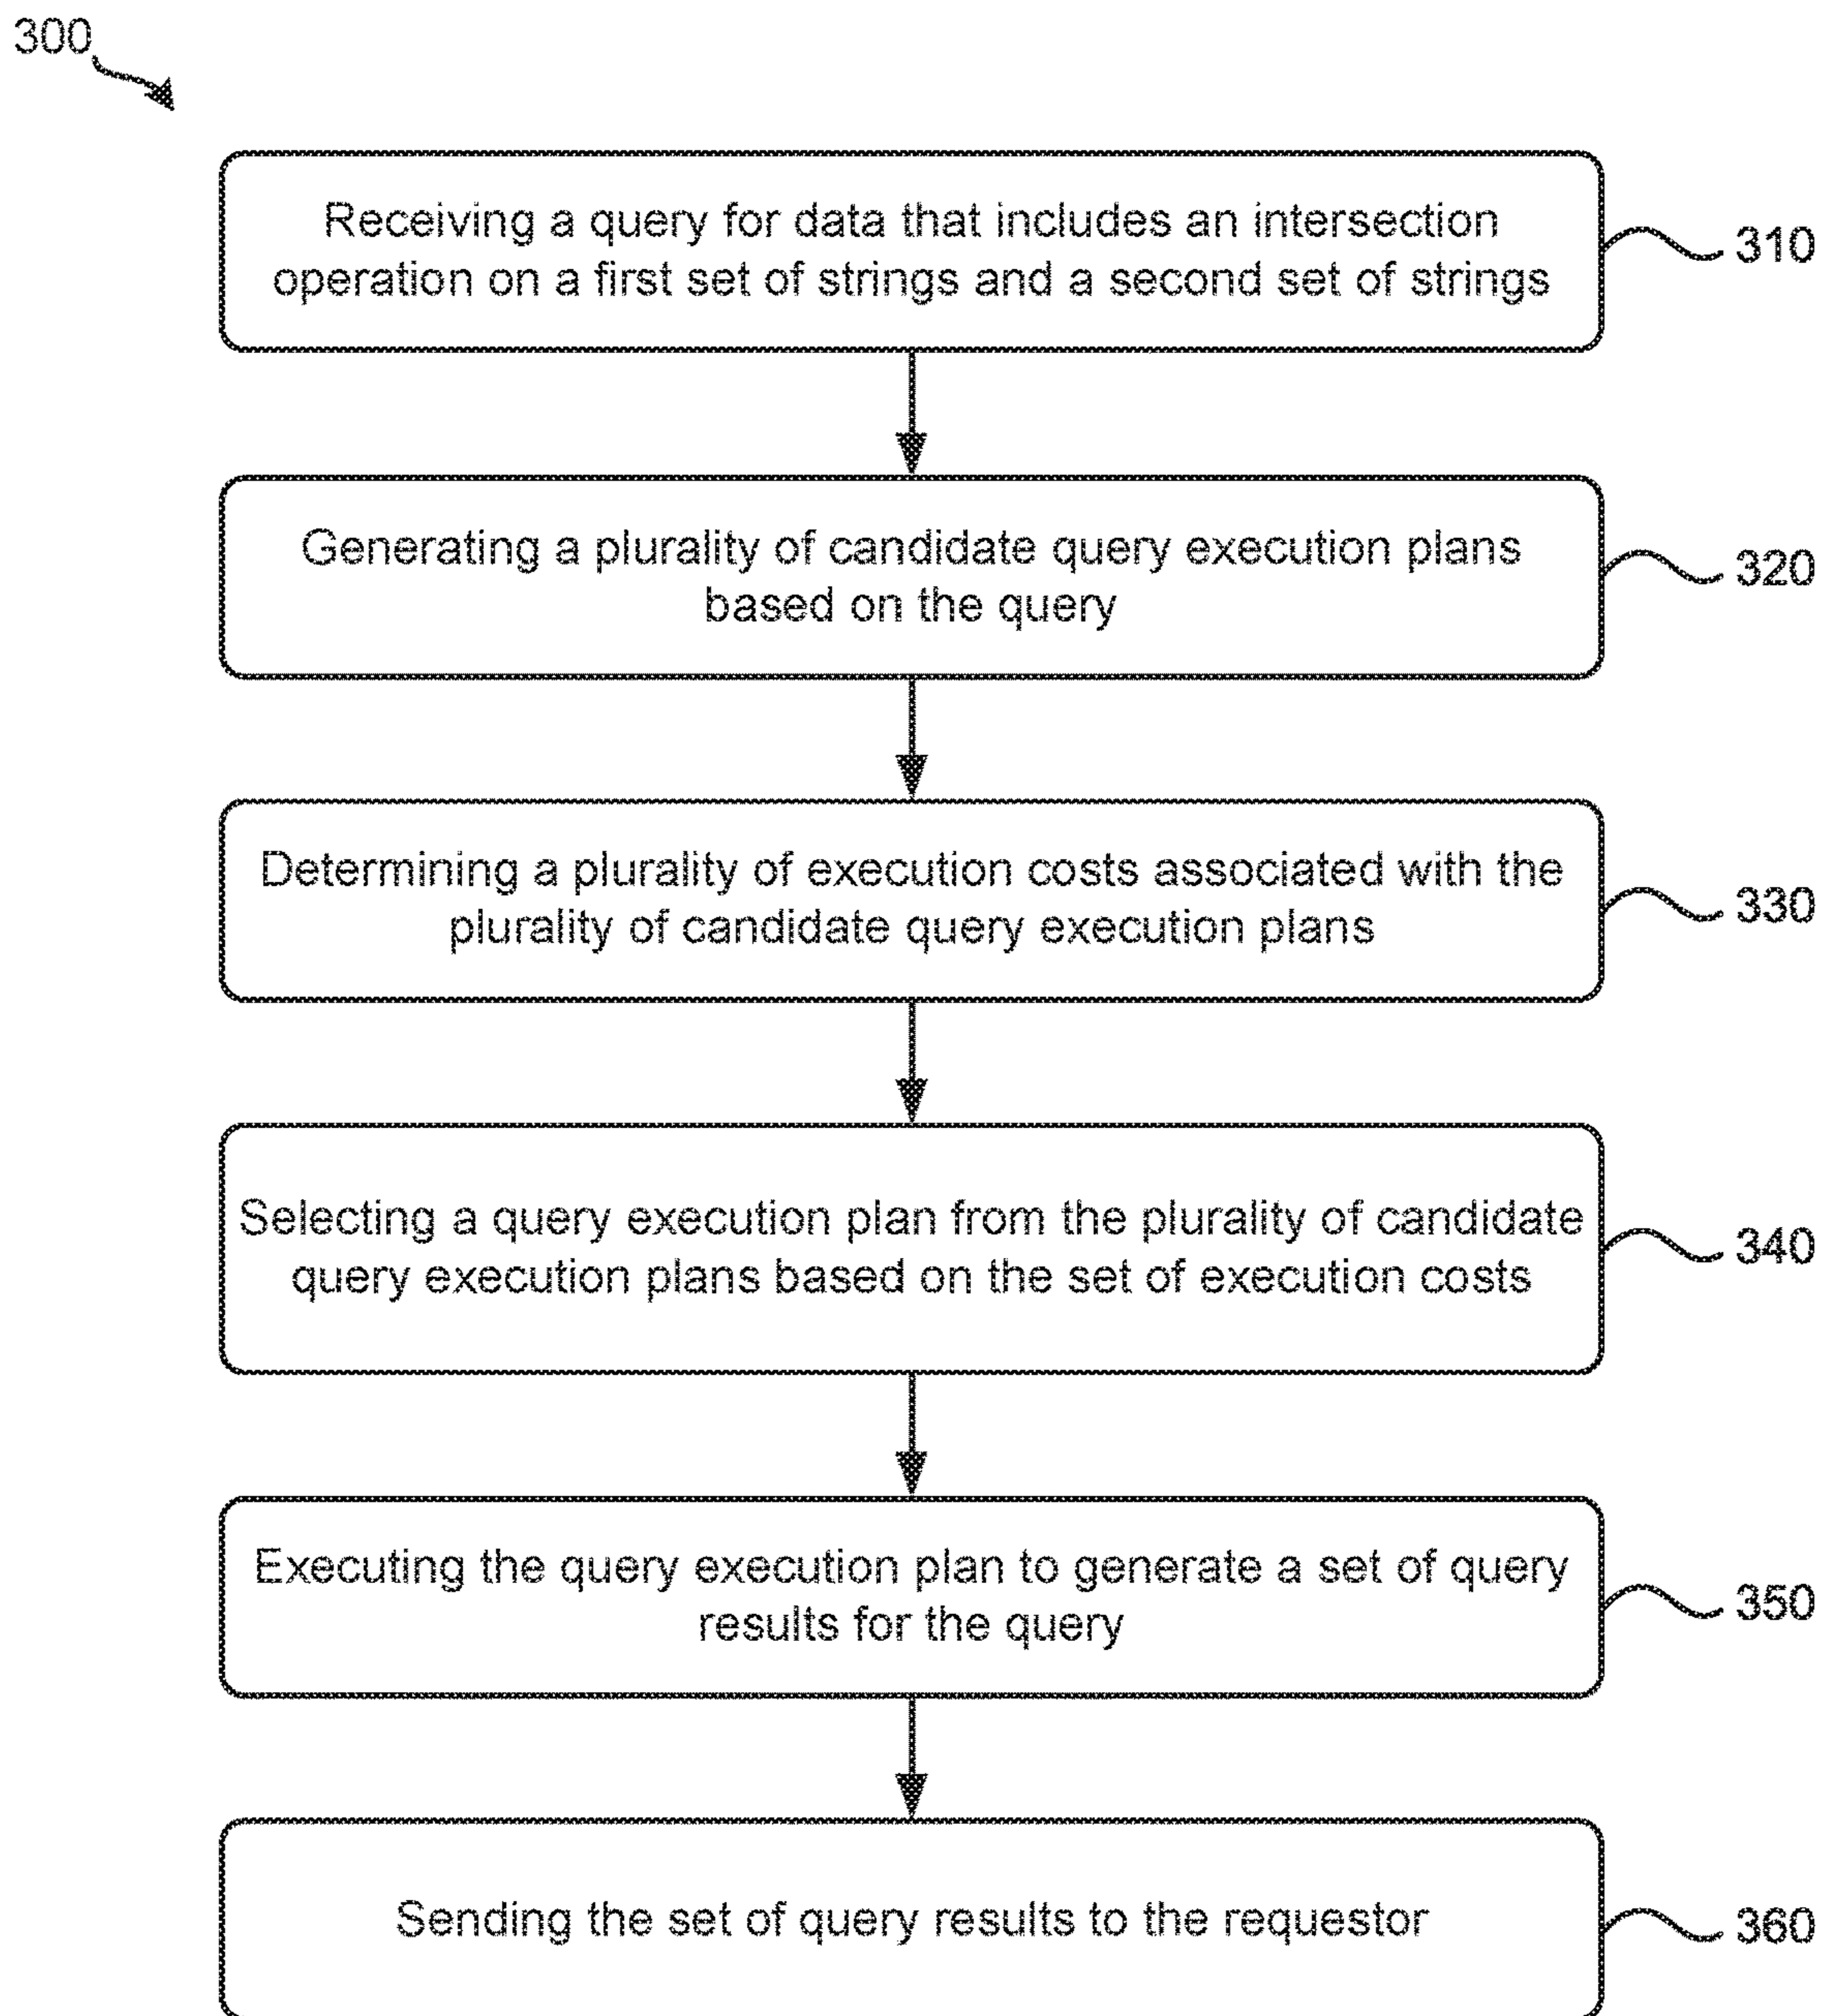 300
Receiving a query for data that includes an intersection
operation on a first set of strings and a second set of strings
310
Generating a plurality of candidate query execution plans
based on the query
320
Determining a plurality of execution costs associated with the
plurality of candidate query execution plans
330
Selecting a query execution plan from the plurality of candidate
query execution plans based on the set of execution costs
340
Executing the query execution plan to generate a set of query
results for the query
350
Sending the set of query results to the requestor
360